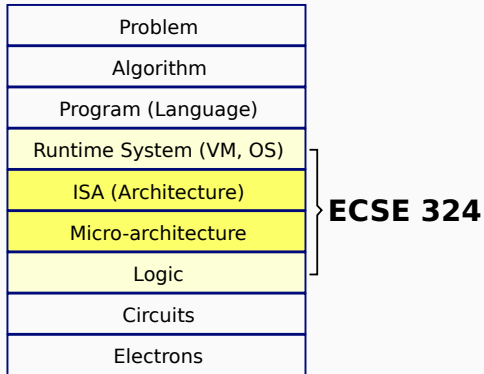 Problem
Algorithm
Program (Language)
Runtime System (VM, OS)
ISA (Architecture)
Micro-architecture
Logic
Circuits
Electrons
ECSE 324